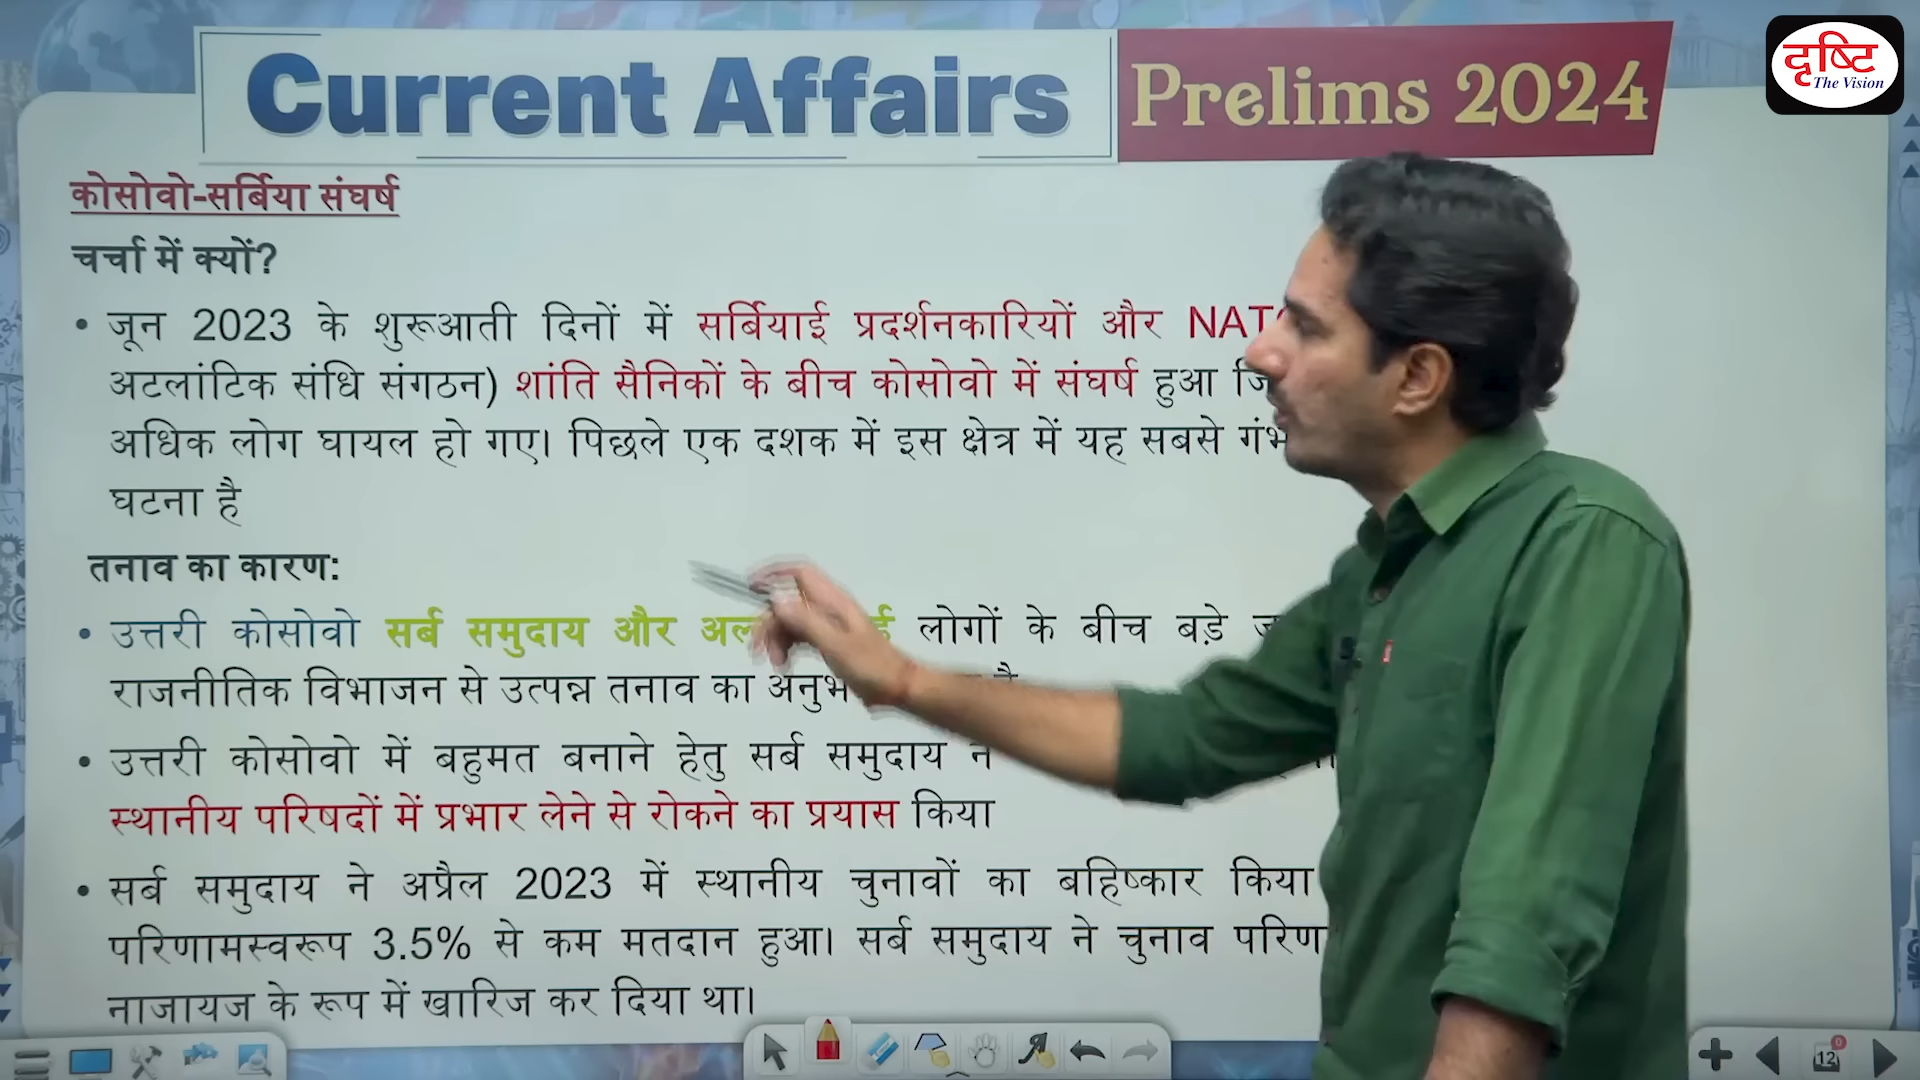 Current Affairs Prelims 2024
दृष्टि
The Vision
कोसोवो-सर्बिया संघर्ष
चर्चा में क्यों?
• जून 2023 के शुरूआती दिनों में सर्बियाई प्रदर्शनकारियों और
अटलांटिक संधि संगठन) शांति सैनिकों के बीच कोसोवो में संघर्ष हुआ
अधिक लोग घायल हो गए। पिछले एक दशक में इस क्षेत्र में यह सबसे
घटना है
तनाव का कारण:
• उत्तरी कोसोवो सर्ब समुदाय और लोगों के बीच बड़े
राजनीतिक विभाजन से उत्पन्न तनाव का
• उत्तरी कोसोवो में बहुमत बनाने हेतु सर्ब समुदाय
स्थानीय परिषदों में प्रभार लेने से रोकने का प्रयास किया
• सर्ब समुदाय ने अप्रैल 2023 में स्थानीय चुनावों का बहिष्कार किया
परिणामस्वरूप 3.5% से कम मतदान हुआ। सर्ब समुदाय ने चुनाव
नाजायज के रूप में खारिज कर दिया था।
12
0